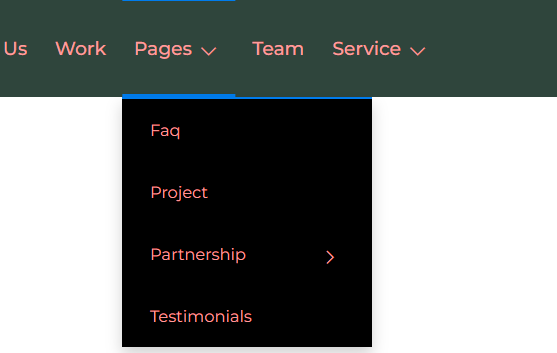 Us Work Pages Team Service
Faq
Project
Partnership
Testimonials